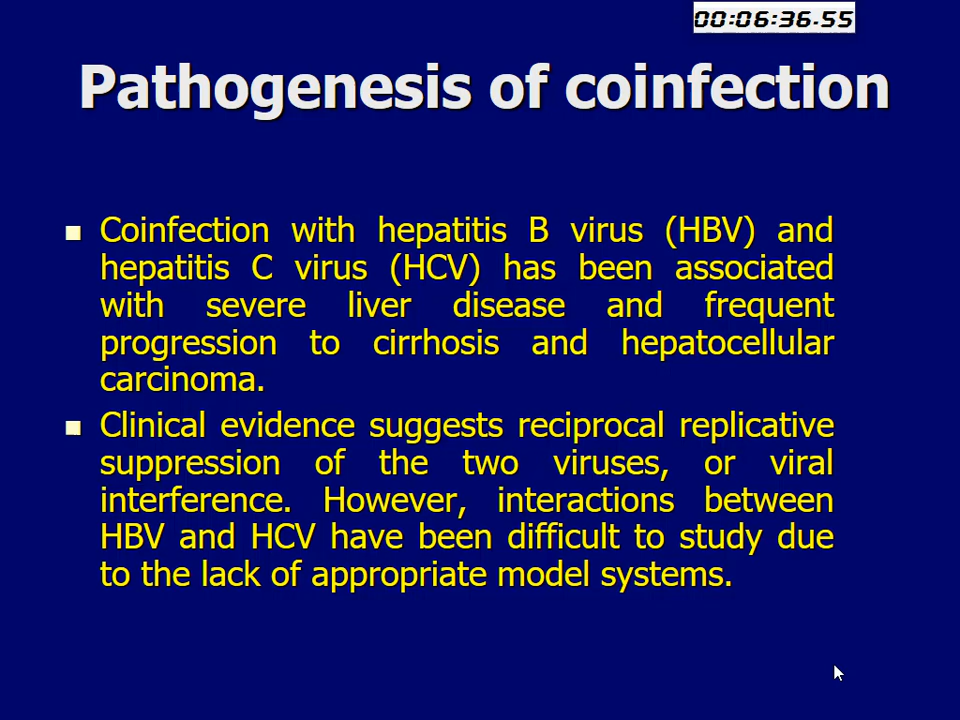 00:06:36.55
Pathogenesis of coinfection
Coinfection with hepatitis B virus (HBV) and
hepatitis C virus (HCV) has been associated
with severe liver disease and frequent
progression to cirrhosis and hepatocellular
carcinoma.
Clinical evidence suggests reciprocal replicative
suppression of the two viruses, or viral
interference. However, interactions between
HBV and HCV have been difficult to study due
to the lack of appropriate model systems.